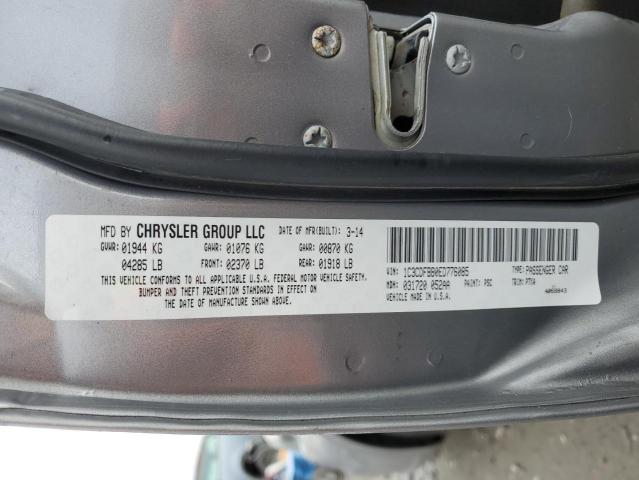 MFD BY CHRYSLER GROUP LLC DATE OF MFR(BUILT): 3-14
GVWR: 01944 KG GAWR: 01076 KG GAWR: 00870 KG
04285 LB FRONT: 02370 LB REAR: 01918 LB
THIS VEHICLE CONFORMS TO ALL APPLICABLE U.S.A. FEDERAL MOTOR VEHICLE SAFETY,
BUMPER AND THEFT PREVENTION STANDARDS IN EFFECT ON
THE DATE OF MANUFACTURE SHOWN ABOVE.
VIN: 1C3CDFBB0ED776085 TYPE: PASSENGER CAR
MDH: 031720 052AA PAINT: PSC TRIM: PTX9
VEHICLE MADE IN U.S.A.